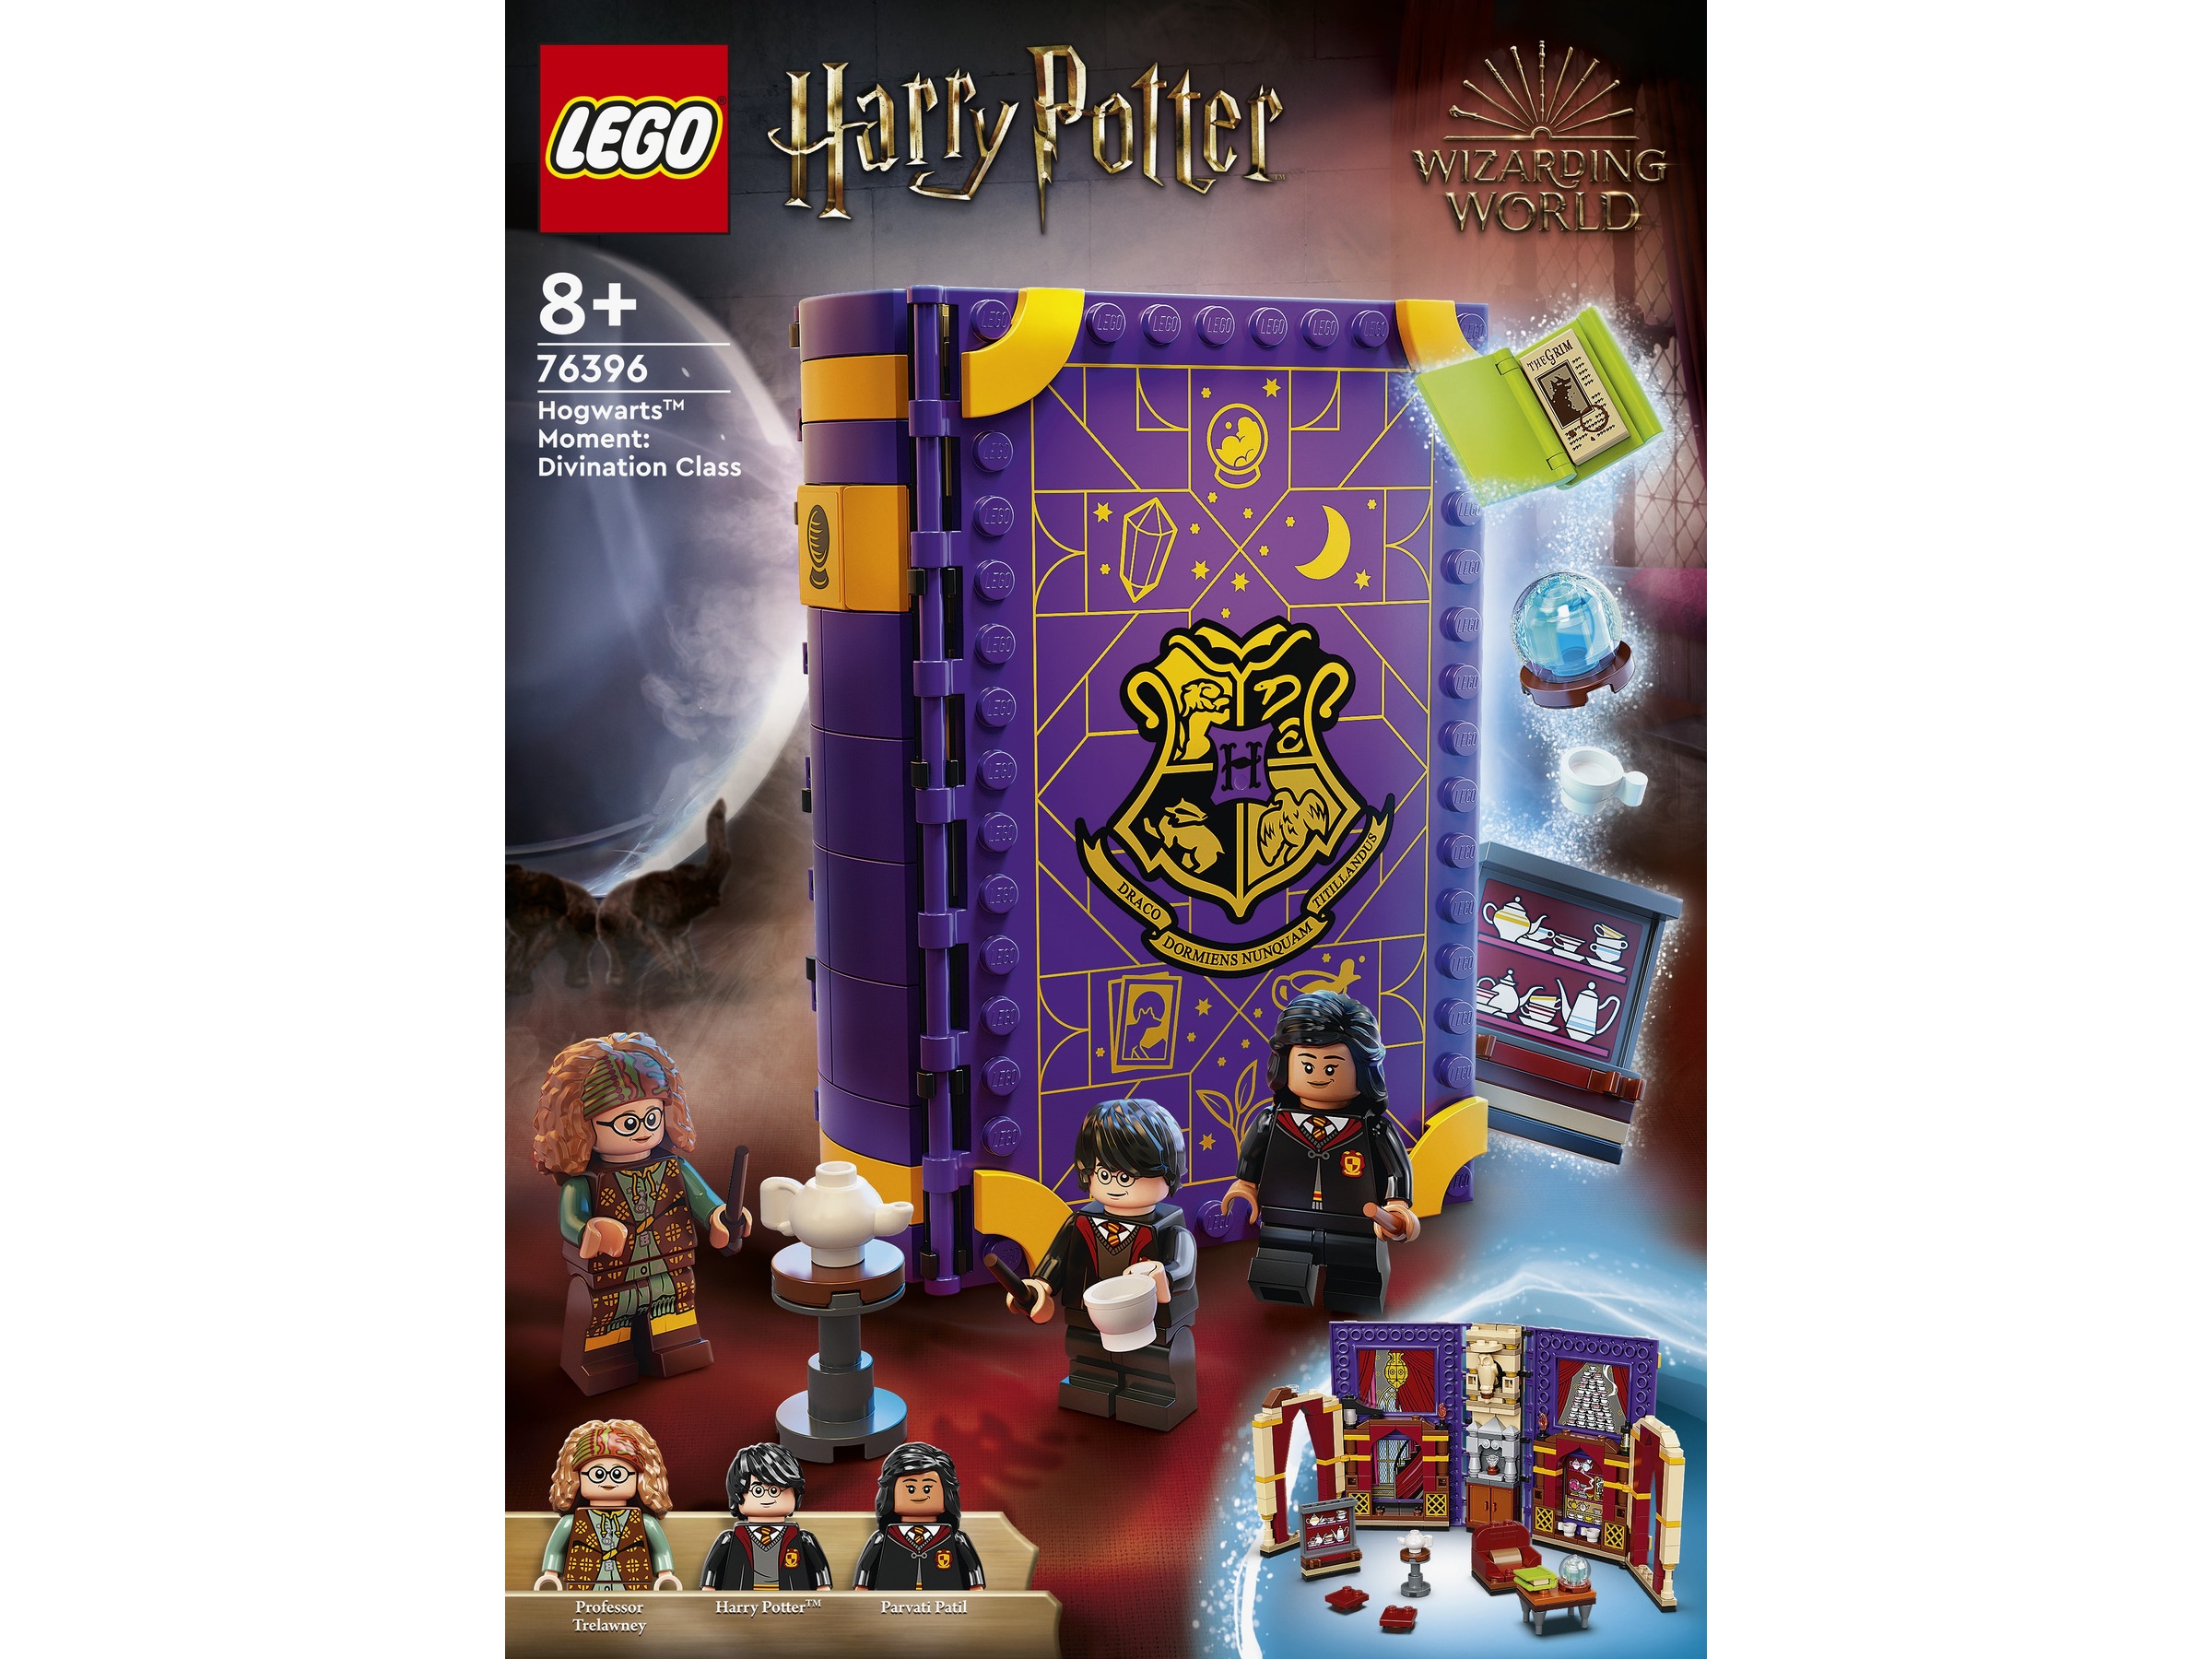 LEGO
Harry Potter™
WIZARDING
WORLD
8+
76396
Hogwarts™
Moment:
Divination Class
THE GRIM
H
DRACO
DORMIENS NUNQUAM
TITILLANDUS
Professor
Trelawney
Harry Potter™
Parvati Patil